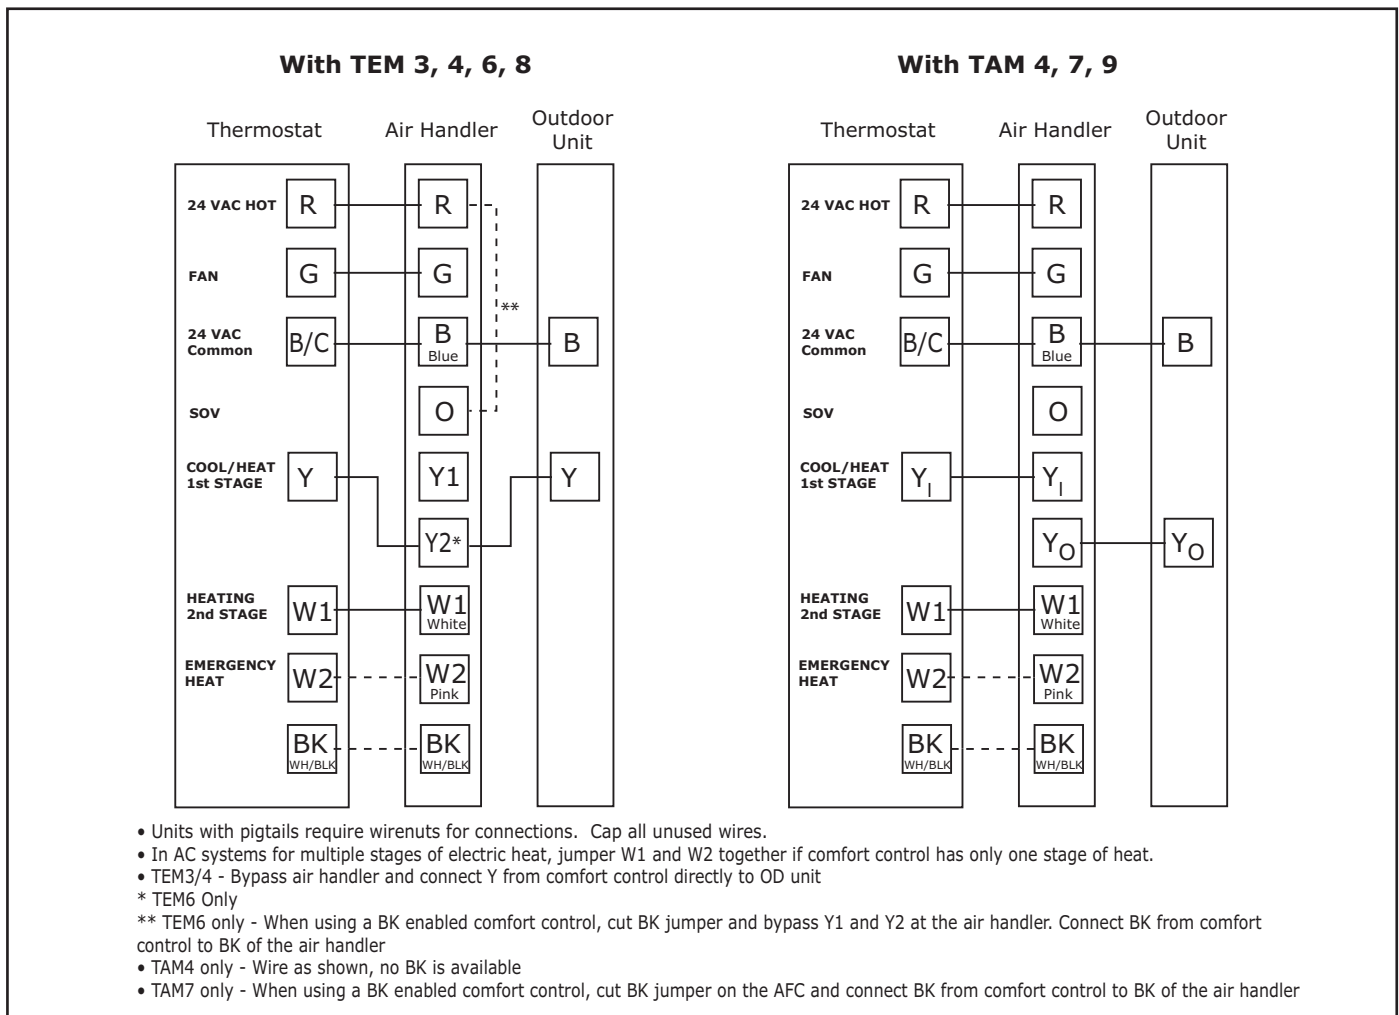 With TEM 3, 4, 6, 8
Thermostat Air Handler Outdoor
Unit
24 VAC HOT R R
FAN G G
**
24 VAC
Common B/C B
Blue B
SOV O
COOL/HEAT
1st STAGE Y Y1 Y
Y2*
HEATING
2nd STAGE W1 W1
White
EMERGENCY
HEAT W2 W2
Pink
BK BK
WH/BLK WH/BLK
With TAM 4, 7, 9
Thermostat Air Handler Outdoor
Unit
24 VAC HOT R R
FAN G G
24 VAC
Common B/C B
Blue B
SOV O
COOL/HEAT
1st STAGE YI YI
YO YO
HEATING
2nd STAGE W1 W1
White
EMERGENCY
HEAT W2 W2
Pink
BK BK
WH/BLK WH/BLK
• Units with pigtails require wirenuts for connections. Cap all unused wires.
• In AC systems for multiple stages of electric heat, jumper W1 and W2 together if comfort control has only one stage of heat.
• TEM3/4 - Bypass air handler and connect Y from comfort control directly to OD unit
* TEM6 Only
** TEM6 only - When using a BK enabled comfort control, cut BK jumper and bypass Y1 and Y2 at the air handler. Connect BK from comfort
control to BK of the air handler
• TAM4 only - Wire as shown, no BK is available
• TAM7 only - When using a BK enabled comfort control, cut BK jumper on the AFC and connect BK from comfort control to BK of the air handler